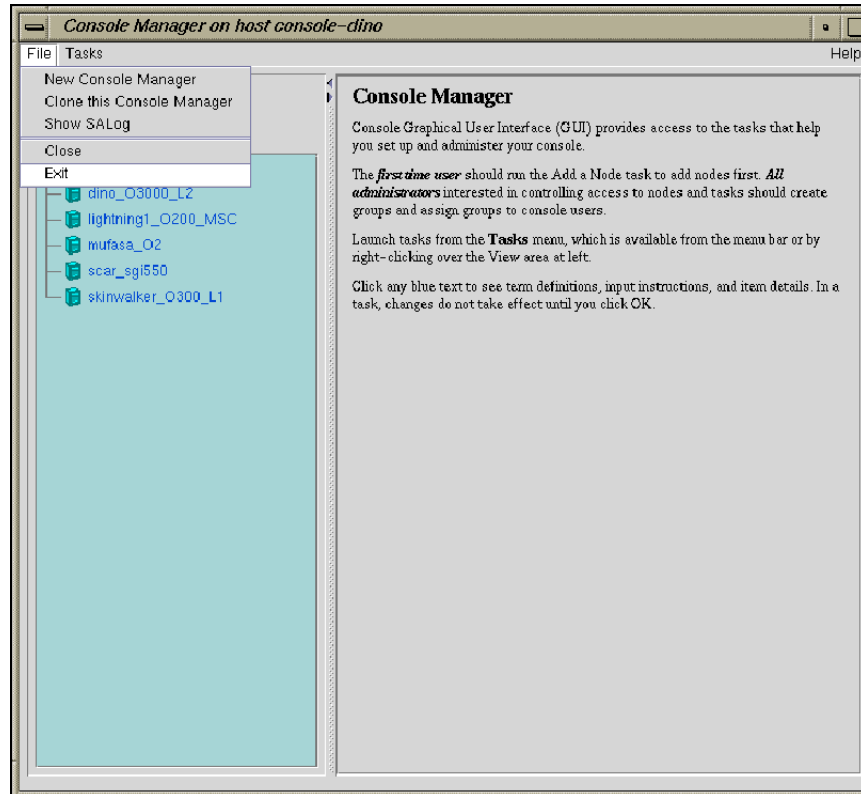 Console Manager on host console-dino
File Tasks Help
New Console Manager
Clone this Console Manager
Show SALog
Close
Exit
dino_O3000_L2
lightning1_O200_MSC
mufasa_O2
scar_sgi550
skinwalker_O300_L1
Console Manager
Console Graphical User Interface (GUI) provides access to the tasks that help
you set up and administer your console.
The first time user should run the Add a Node task to add nodes first. All
administrators interested in controlling access to nodes and tasks should create
groups and assign groups to console users.
Launch tasks from the Tasks menu, which is available from the menu bar or by
right-clicking over the View area at left.
Click any blue text to see term definitions, input instructions, and item details. In a
task, changes do not take effect until you click OK.